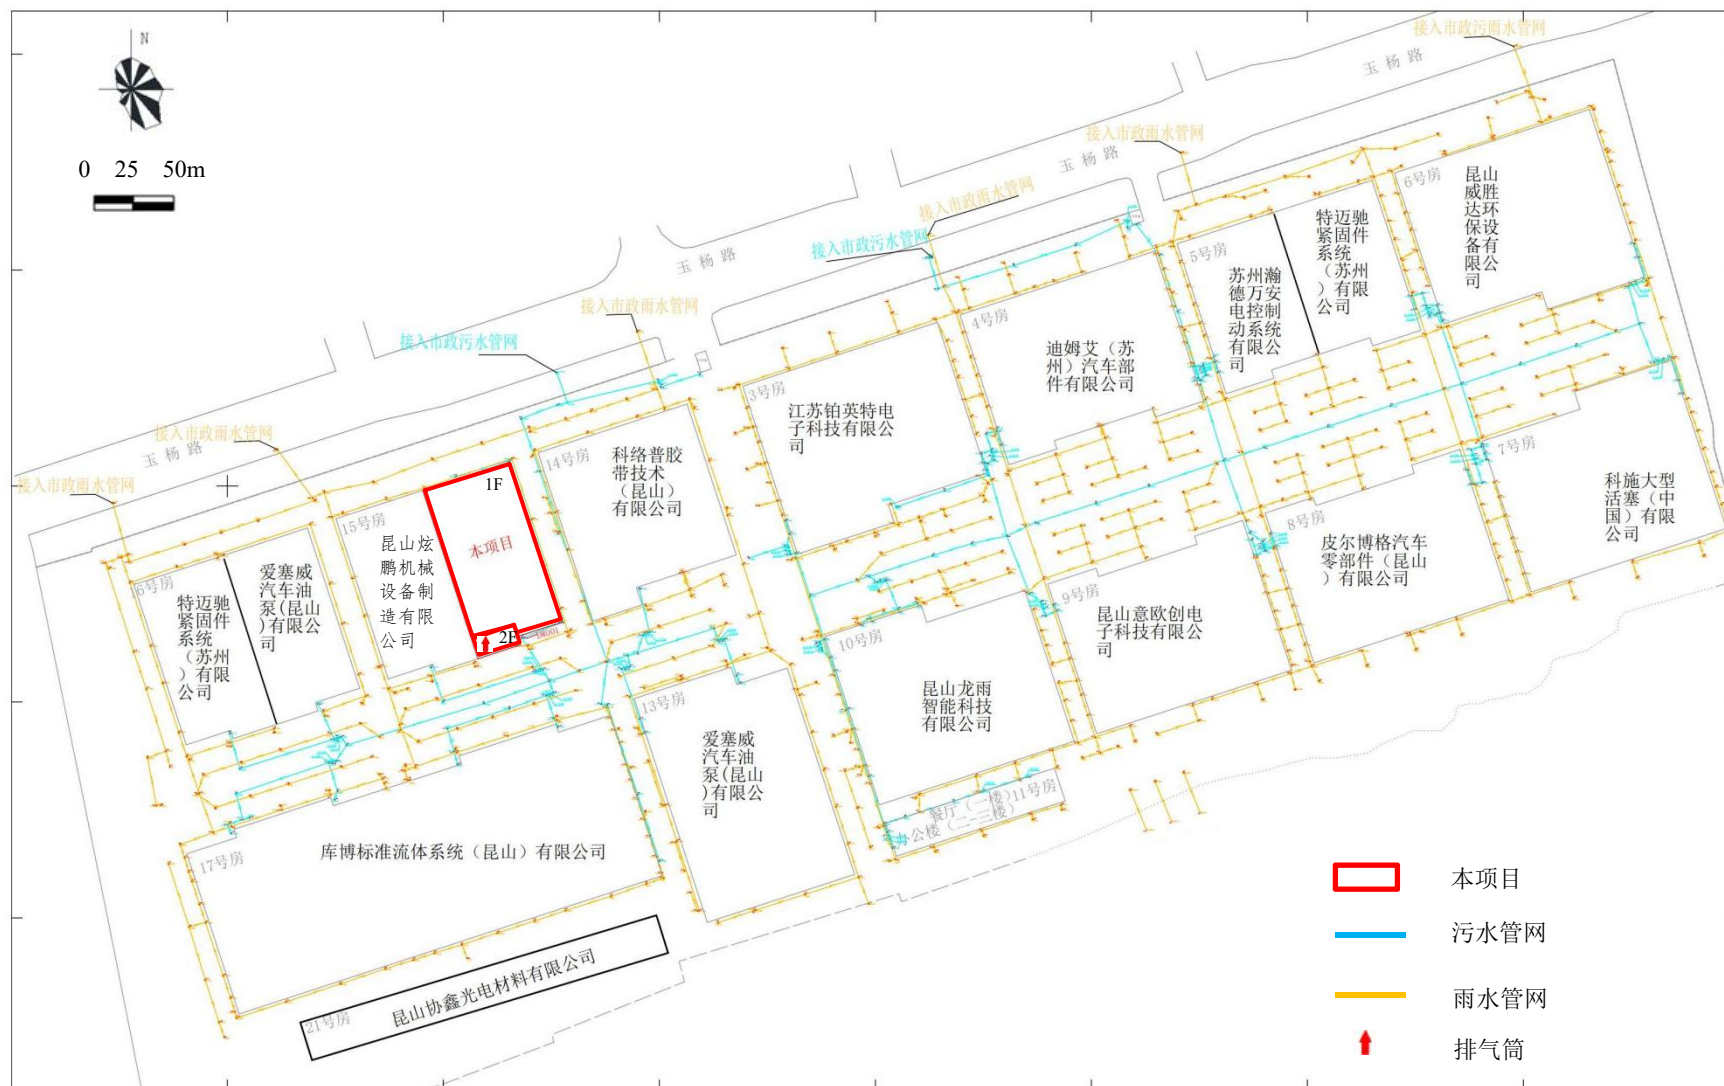 N
0 25 50m
接入市政污雨水管网
玉杨路
接入市政雨水管网
玉杨路
接入市政雨水管网
接入市政污水管网
玉杨路
接入市政雨水管网
接入市政污水管网
接入市政雨水管网
玉杨路
接入市政雨水管网
6号房
昆山
威胜
达环
保设
备有
限公
司
5号房
特迈驰
紧固件
系统
（苏州
）有限
公司
苏州瀚
德万安
电控制
动系统
有限公
司
4号房
迪姆艾（苏
州）汽车部
件有限公司
3号房
江苏铂英特电
子科技有限公
司
14号房
科络普胶
带技术
（昆山）
有限公司
15号房
1F
本项目
2F
昆山炫
鹏机械
设备制
造有限
公司
6号房
爱塞威
汽车油
泵(昆山
)有限公
司
特迈驰
紧固件
系统
（苏州
）有限
公司
7号房
科施大型
活塞（中
国）有限
公司
8号房
皮尔博格汽车
零部件（昆山
）有限公司
9号房
昆山意欧创电
子科技有限公
司
10号房
昆山龙雨
智能科技
有限公司
餐厅（一楼)11号房
办公楼（二-三楼）
13号房
爱塞威
汽车油
泵(昆山
)有限公
司
17号房
库博标准流体系统（昆山）有限公司
21号房
昆山协鑫光电材料有限公司
本项目
污水管网
雨水管网
排气筒